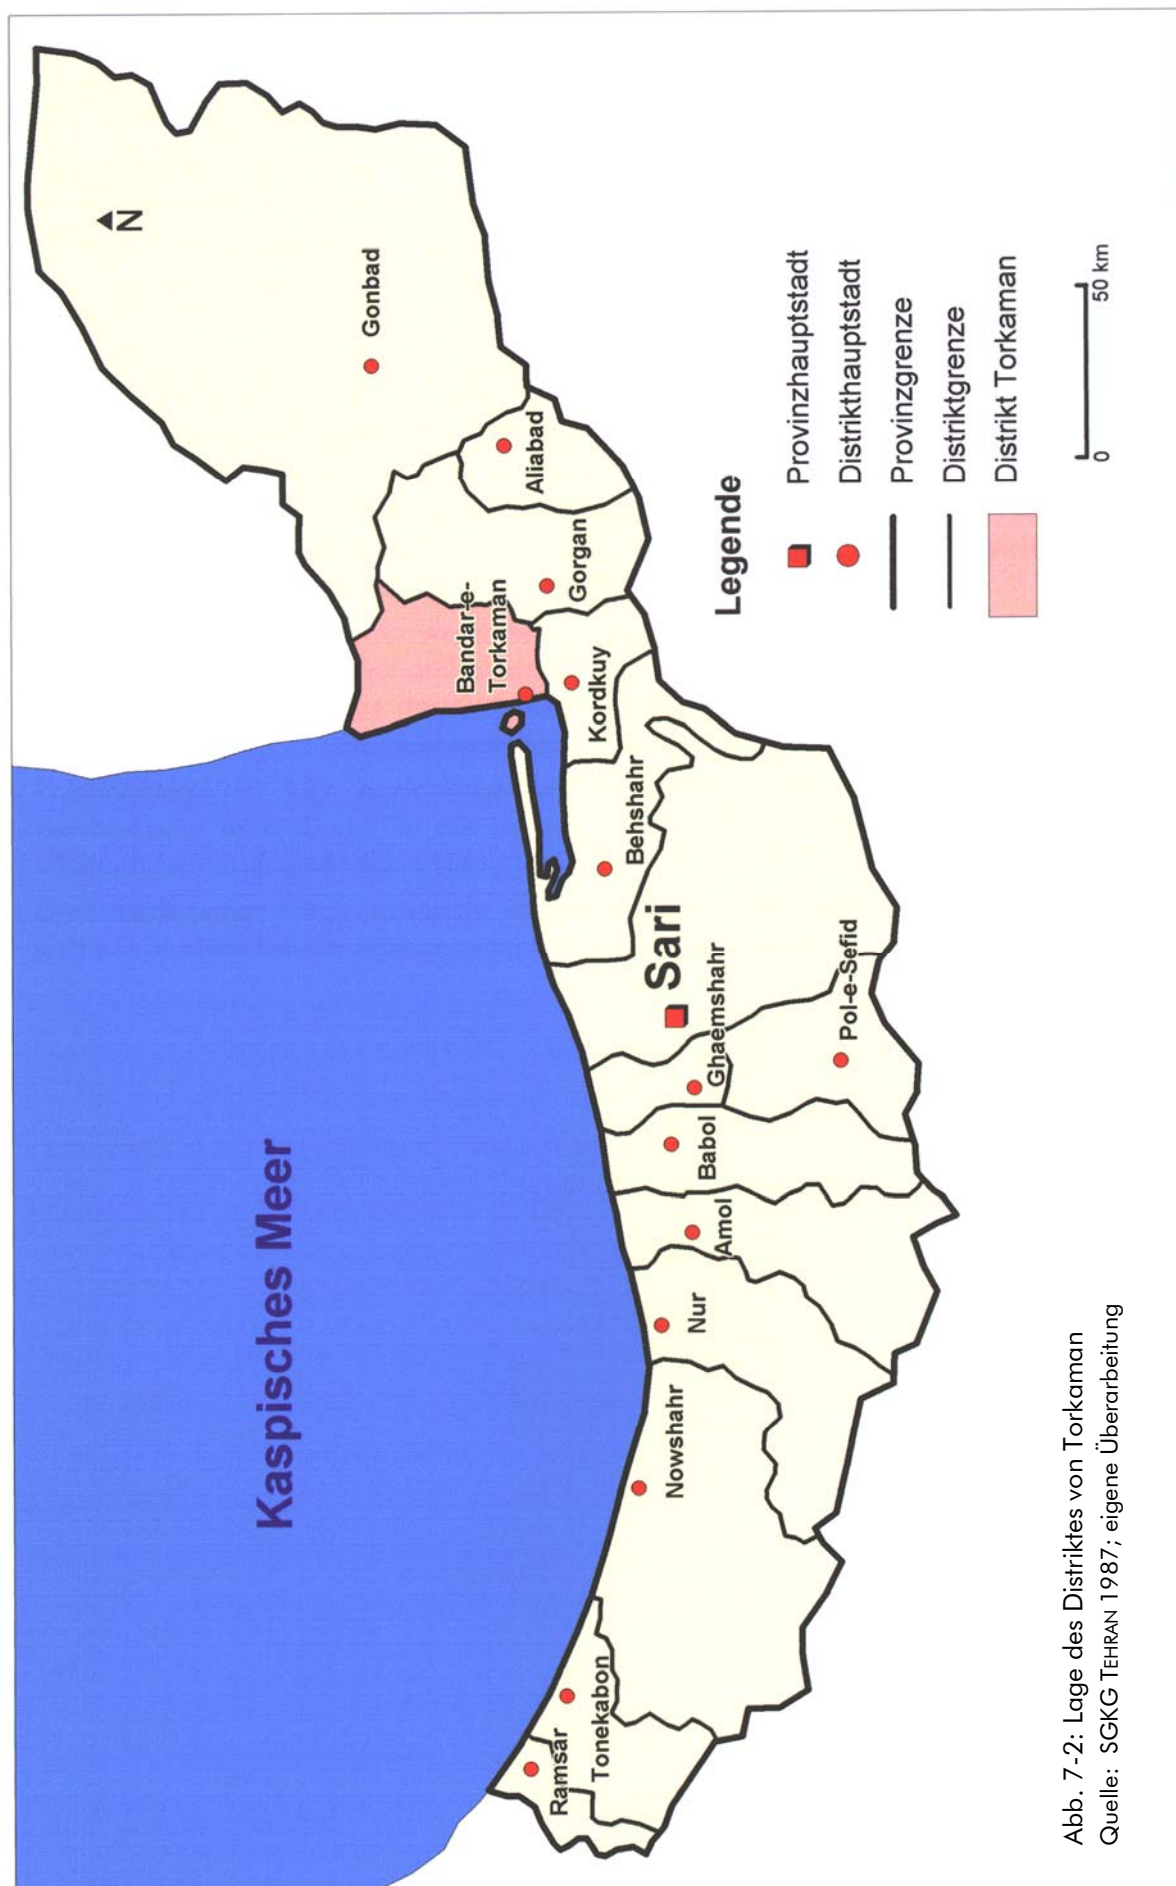 N
Kaspisches Meer
Gonbad
Aliabad
Gorgan
Bandar-e-
Torkaman
Kordkuy
Behshahr
Sari
Ghaemshahr
Pol-e-Sefid
Babol
Amol
Nur
Nowshahr
Tonekabon
Ramsar
Legende
Provinzhauptstadt
Distrikthauptstadt
Provinzgrenze
Distriktgrenze
Distrikt Torkaman
0
50 km
Abb. 7-2: Lage des Distriktes von Torkaman
Quelle: SGKG TEHRAN 1987; eigene Überarbeitung